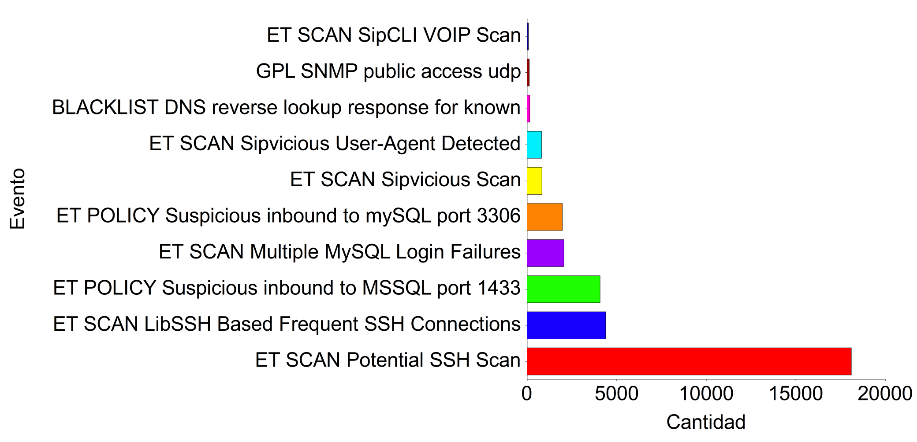 ET SCAN SipCLI VOIP Scan
GPL SNMP public access udp
BLACKLIST DNS reverse lookup response for known
ET SCAN Sipvicious User-Agent Detected
ET SCAN Sipvicious Scan
ET POLICY Suspicious inbound to mySQL port 3306
ET SCAN Multiple MySQL Login Failures
ET POLICY Suspicious inbound to MSSQL port 1433
ET SCAN LibSSH Based Frequent SSH Connections
ET SCAN Potential SSH Scan
Evento
0 5000 10000 15000 20000
Cantidad